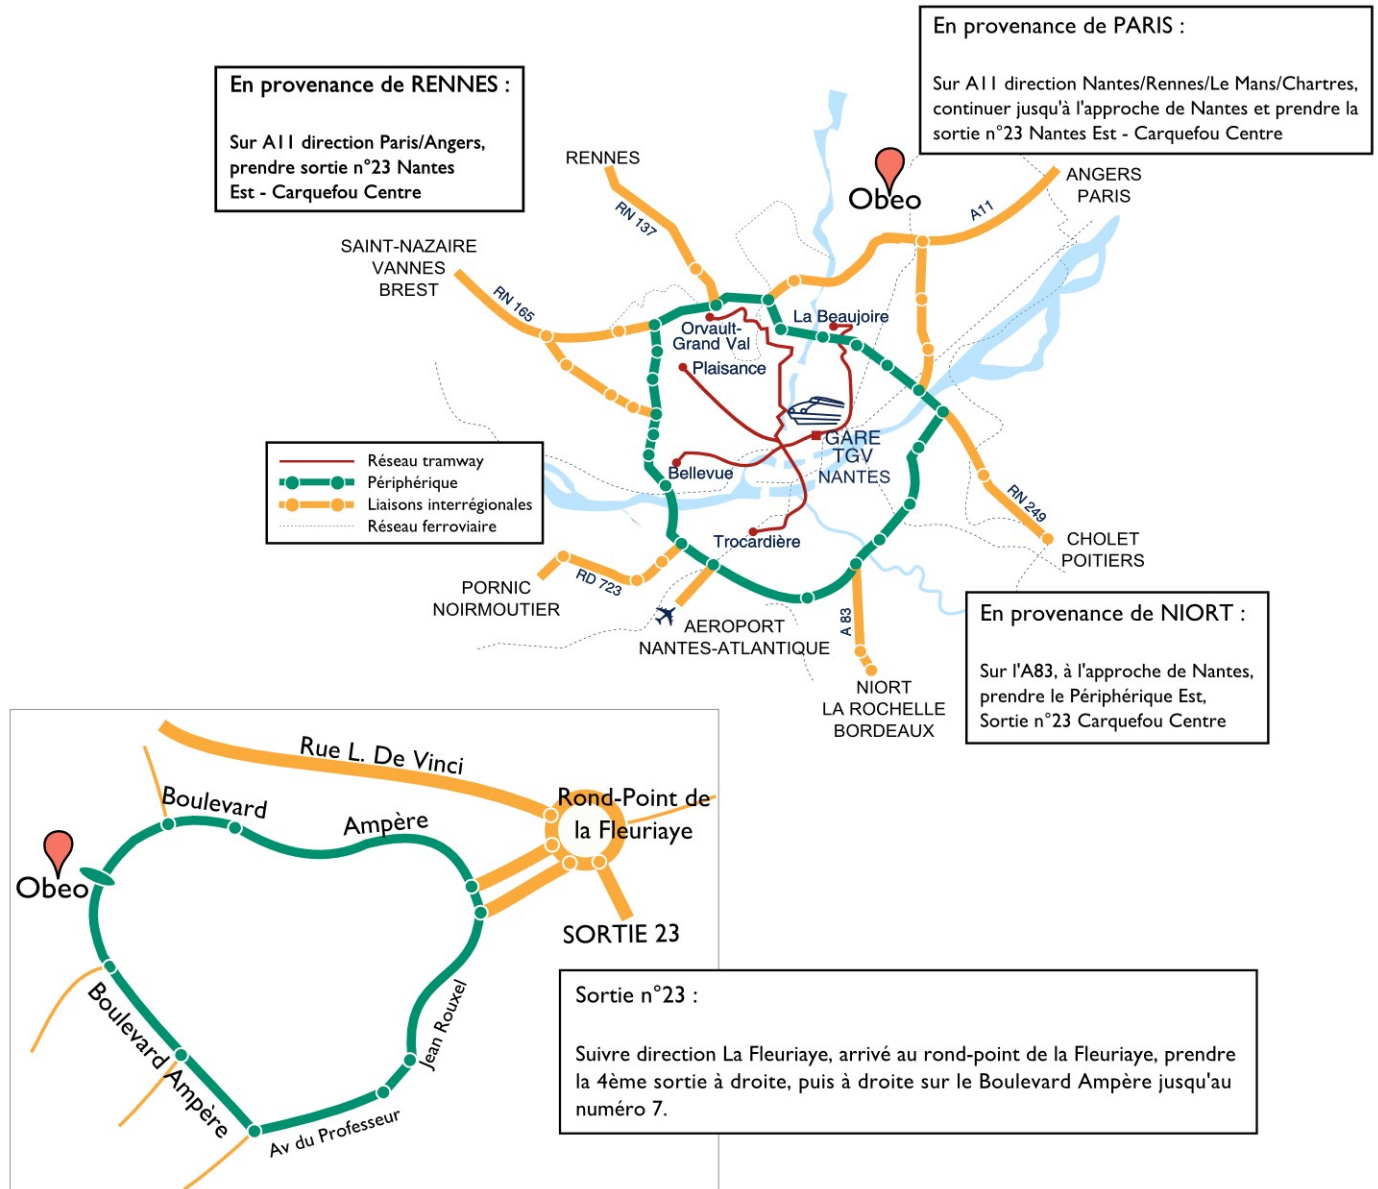 En provenance de PARIS :
Sur A11 direction Nantes/Rennes/Le Mans/Chartres,
continuer jusqu'à l'approche de Nantes et prendre la
sortie n°23 Nantes Est - Carquefou Centre
En provenance de RENNES :
Sur A11 direction Paris/Angers,
prendre sortie n°23 Nantes
Est - Carquefou Centre
RENNES
RN 137
Obeo
A11
ANGERS
PARIS
SAINT-NAZAIRE
VANNES
BREST
RN 165
Orvault-
Grand Val
La Beaujoire
Plaisance
GARE
TGV
NANTES
Bellevue
Trocardière
Réseau tramway
Périphérique
Liaisons interrégionales
Réseau ferroviaire
RN 249
CHOLET
POITIERS
PORNIC
NOIRMOUTIER
RD 723
AEROPORT
NANTES-ATLANTIQUE
A 83
NIORT
LA ROCHELLE
BORDEAUX
En provenance de NIORT :
Sur l'A83, à l'approche de Nantes,
prendre le Périphérique Est,
Sortie n°23 Carquefou Centre
Rue L. De Vinci
Boulevard
Ampère
Rond-Point de
la Fleuriaye
Obeo
SORTIE 23
Boulevard Ampère
Jean Rouxel
Av du Professeur
Sortie n°23 :
Suivre direction La Fleuriaye, arrivé au rond-point de la Fleuriaye, prendre
la 4ème sortie à droite, puis à droite sur le Boulevard Ampère jusqu'au
numéro 7.